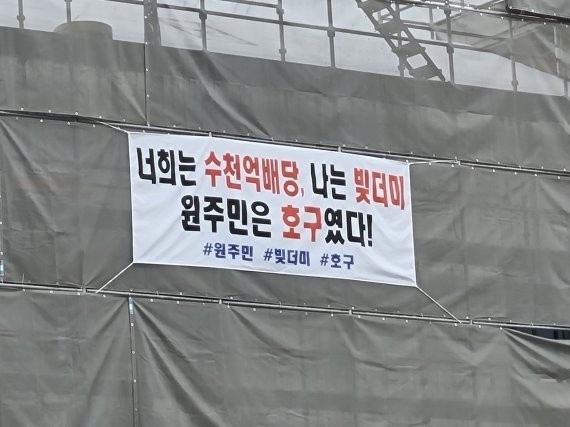 너희는 수천억배당, 나는 빚더미
원주민은 호구였다!
#원주민 #빚더미 #호구